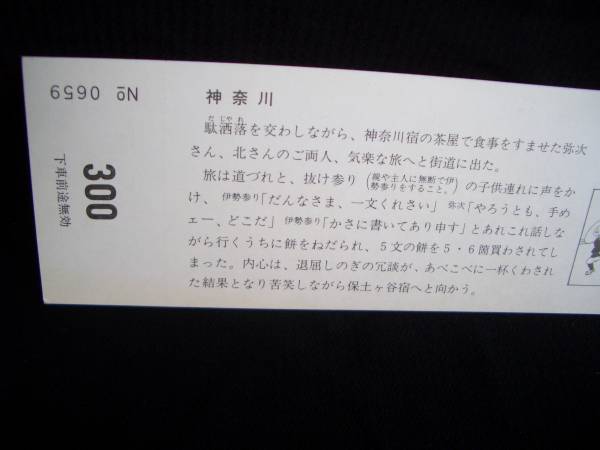 神奈川
駄洒落を交わしながら、神奈川宿の茶屋で食事をすませた弥次
さん、北さんのご両人、気楽な旅へと街道に出た。
旅は道づれと、抜け参り(親や主人に無断で伊勢参りをすること。)の子供連れに声をか
け、伊勢参り「だんなさま、一文くれさい」弥次「やろうとも、手め
ェー、どこだ」伊勢参り「かさに書いてあり申す」とあれこれ話しな
がら行くうちに餅をねだられ、5文の餅を5・6箇買わされてし
まった。内心は、退屈しのぎの冗談が、あべこべに一杯くわされ
た結果となり苦笑しながら保土ヶ谷宿へと向かう。
300
下車前途無効
No 0659